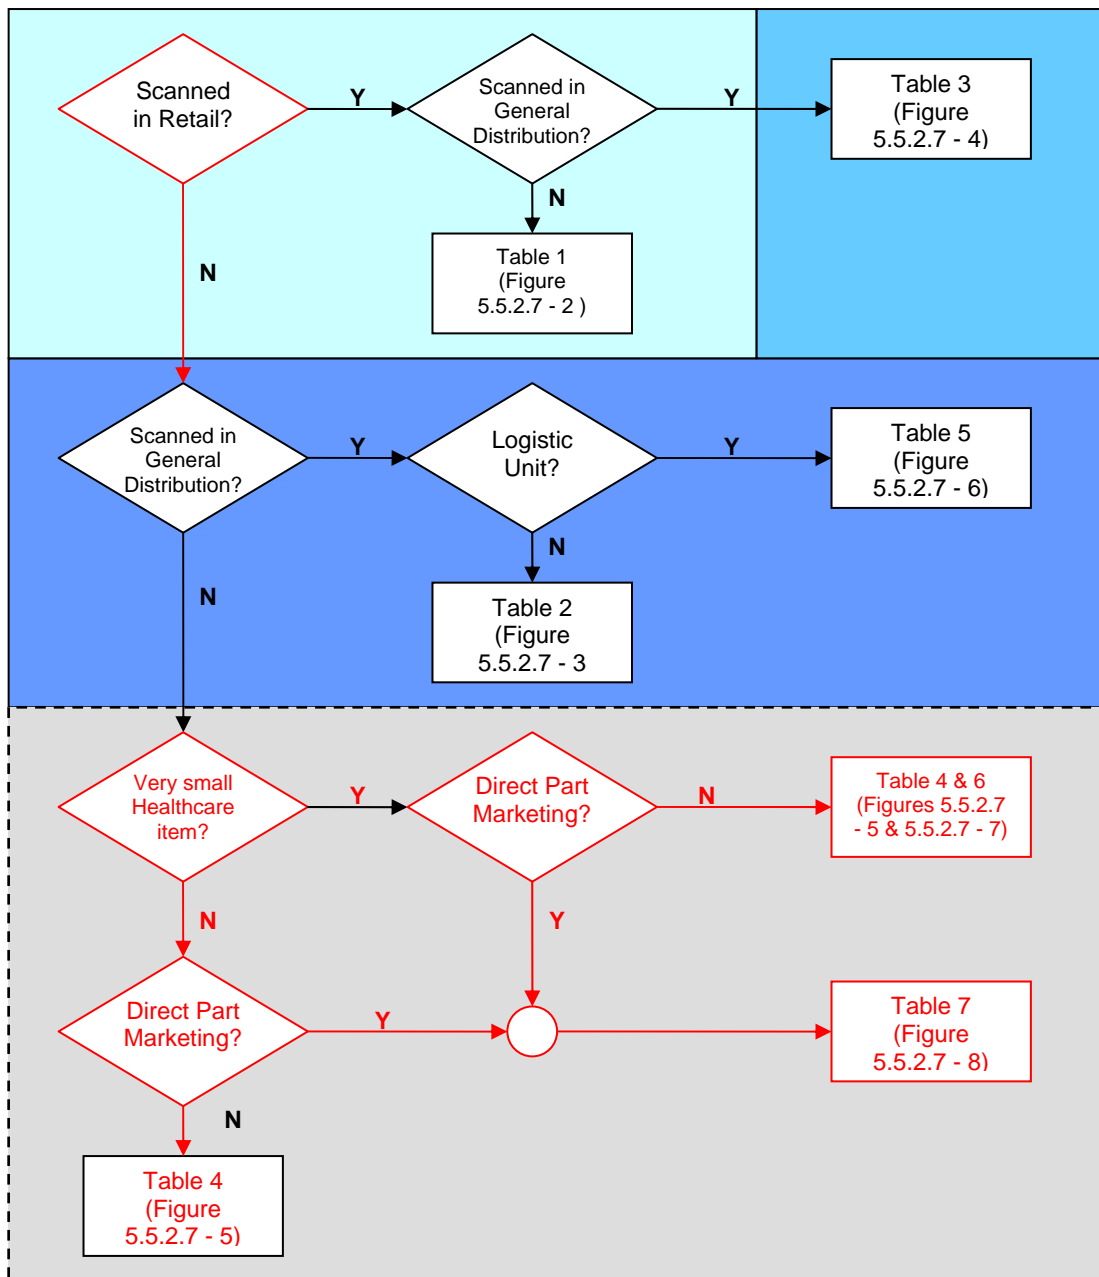 Scanned
in Retail?
Y
Scanned in
General
Distribution?
Y
Table 3
(Figure
5.5.2.7 - 4)
N
N
Table 1
(Figure
5.5.2.7 - 2 )
Scanned in
General
Distribution?
Y
Logistic
Unit?
Y
Table 5
(Figure
5.5.2.7 - 6)
N
N
Table 2
(Figure
5.5.2.7 - 3
Very small
Healthcare
item?
Y
Direct Part
Marketing?
N
Table 4 & 6
(Figures 5.5.2.7
- 5 & 5.5.2.7 - 7)
N
Y
Direct Part
Marketing?
Y
Table 7
(Figure
5.5.2.7 - 8)
N
Table 4
(Figure
5.5.2.7 - 5)